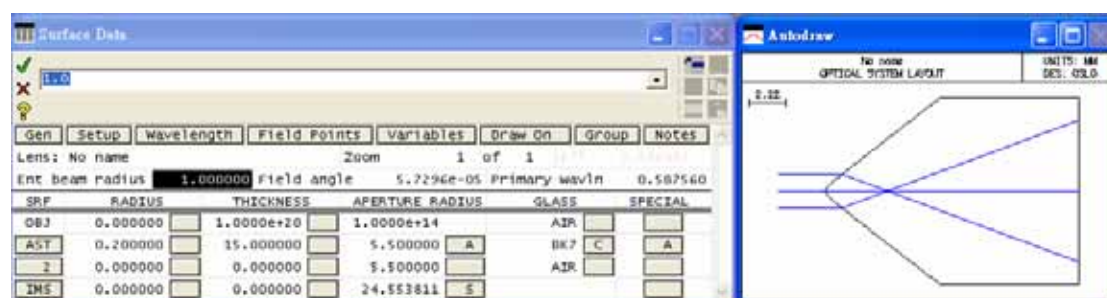 Surface Data
1.0
Gen Setup Wavelength Field Points Variables Draw On Group Notes
Lens: No name Zoom 1 of 1
Ent beam radius 1.000000 Field angle 5.7296e-05 Primary wavln 0.587560
SRF RADIUS THICKNESS APERTURE RADIUS GLASS SPECIAL
OBJ 0.000000 1.0000e+20 1.0000e+14 AIR
AST 0.200000 15.000000 5.500000 A BK7 C A
2 0.000000 0.000000 5.500000 AIR
IMS 0.000000 0.000000 24.553811 S
Autodraw
No name
OPTICAL SYSTEM LAYOUT
UNITS: MM
DES: OSLO